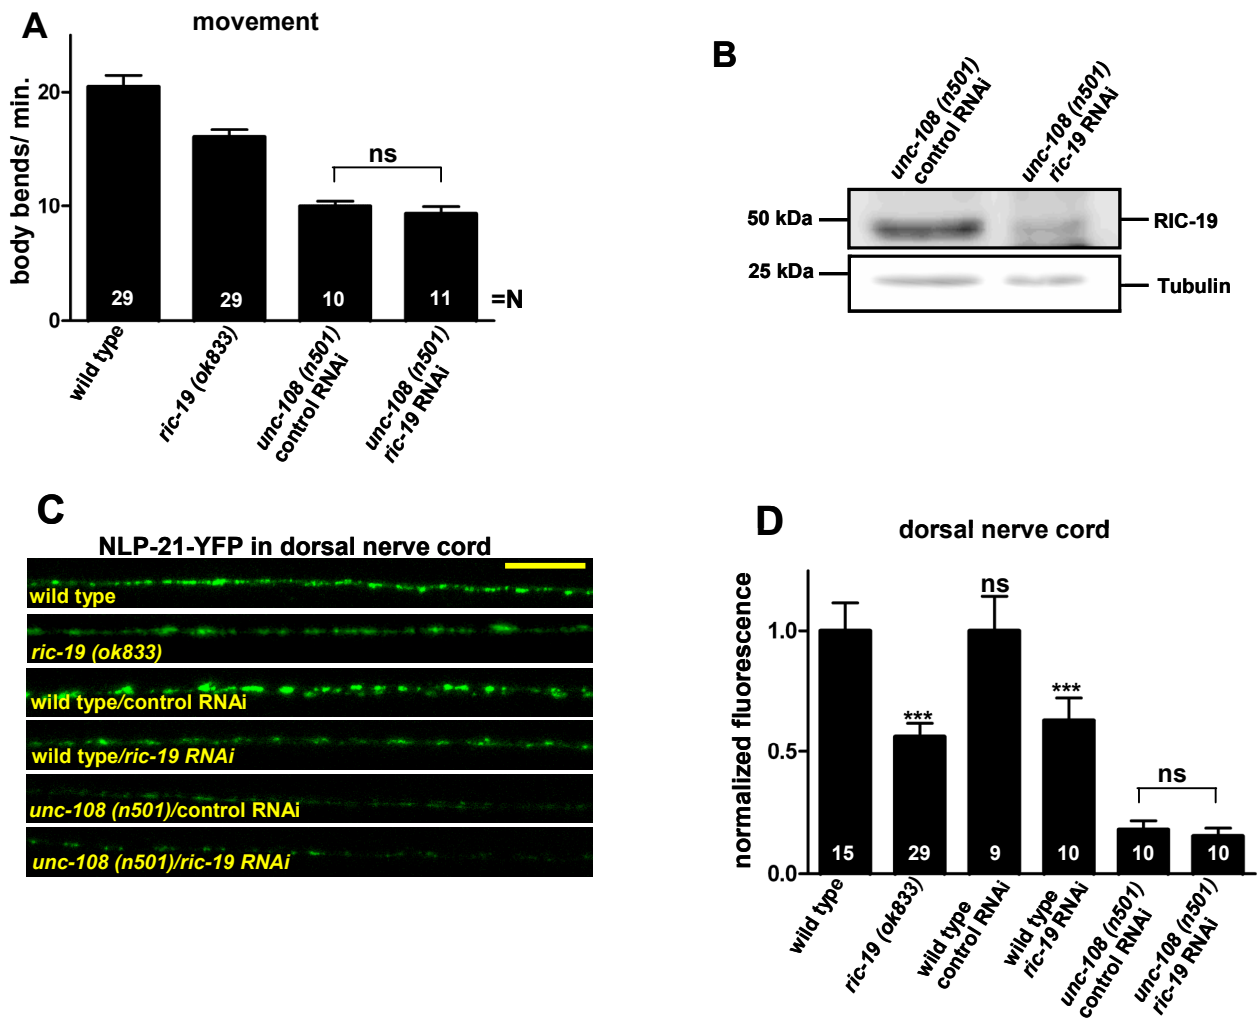 A
movement
body bends/ min.
20
10
0
ns
29
29
10
11
=N
wild type
ric-19 (ok833)
unc-108 (n501)
control RNAi
unc-108 (n501)
ric-19 RNAi
B
unc-108 (n501)
control RNAi
unc-108 (n501)
ric-19 RNAi
50 kDa
RIC-19
25 kDa
Tubulin
C
NLP-21-YFP in dorsal nerve cord
wild type
ric-19 (ok833)
wild type/control RNAi
wild type/ric-19 RNAi
unc-108 (n501)/control RNAi
unc-108 (n501)/ric-19 RNAi
D
dorsal nerve cord
normalized fluorescence
1.0
0.5
0.0
***
ns
***
ns
15
29
9
10
10
10
wild type
ric-19 (ok833)
wild type
control RNAi
wild type
ric-19 RNAi
unc-108 (n501)
control RNAi
unc-108 (n501)
ric-19 RNAi